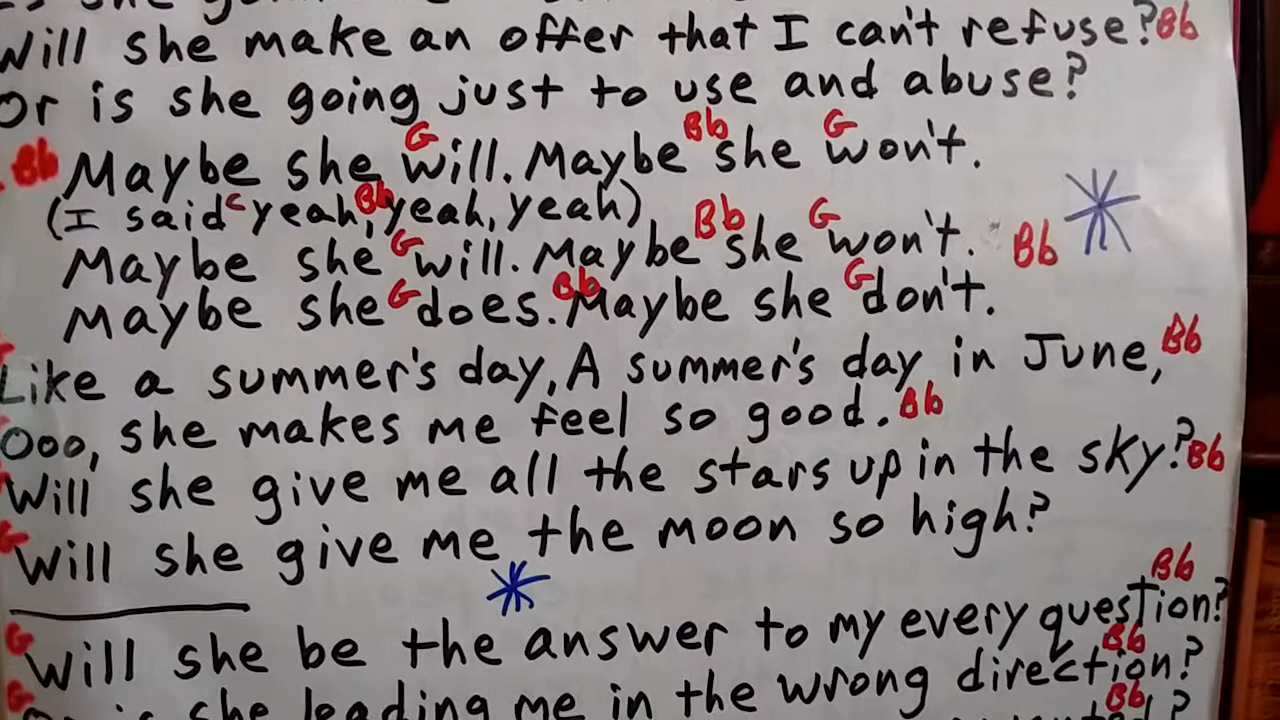 she
Will she make an offer that I can't refuse? Bb
Or is she going just to use and abuse?
G Bb G
Bb Maybe she will. Maybe she won't.
(I said C yeah, Bb yeah, yeah)
G Bb G
Maybe she will. Maybe she won't. Bb
G Bb G
Maybe she does. Maybe she don't.
Like a summer's day, A summer's day in June, Bb
Ooo, she makes me feel so good. Bb
Will she give me all the stars up in the sky? Bb
G Will she give me the moon so high?
Bb
G Will she be the answer to my every question?
Bb
G is she leading me in the wrong direction?
Bb